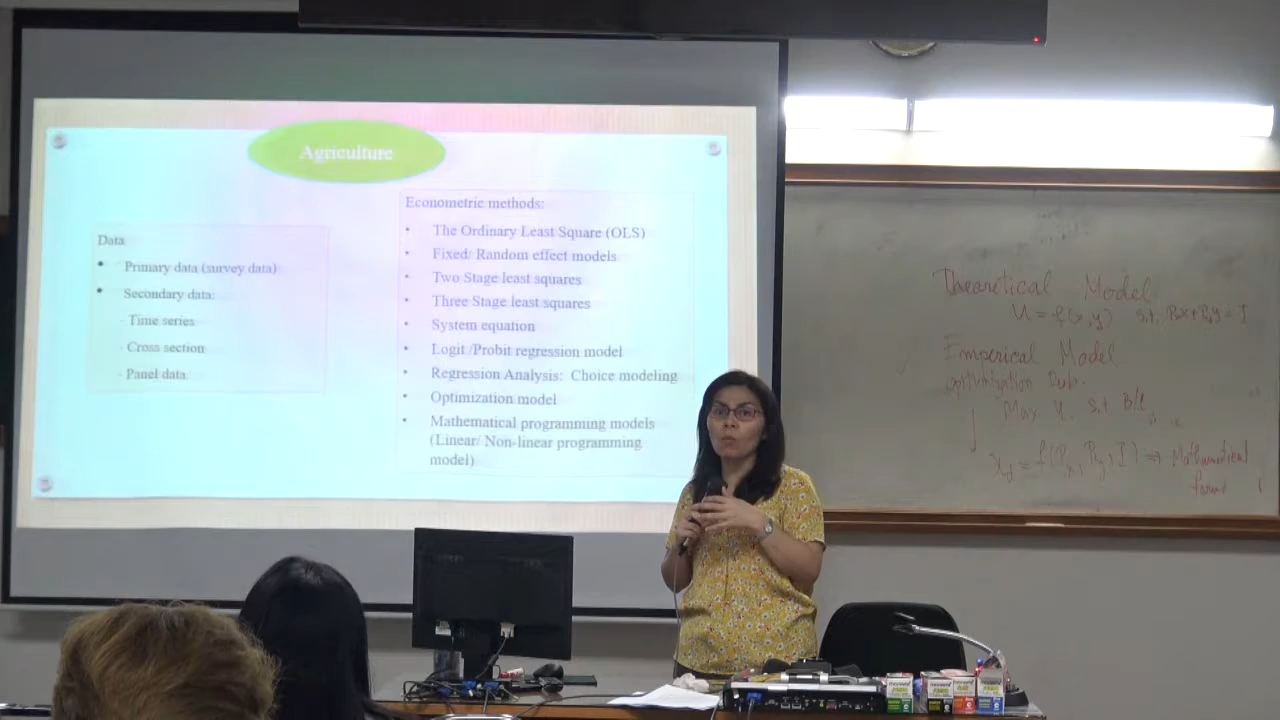 Agriculture
Data
• Primary data (survey data)
• Secondary data:
- Time series
- Cross section
- Panel data
Econometric methods:
• The Ordinary Least Square (OLS)
• Fixed/ Random effect models
• Two Stage least squares
• Three Stage least squares
• System equation
• Logit /Probit regression model
• Regression Analysis: Choice modeling
• Optimization model
• Mathematical programming models
(Linear/ Non-linear programming
model)
Theoretical Model
U = f(x,y) s.t. Pxx + Pyy = I
Emperical Model
Max U. s.t
Xd = f(Px, Py, I) ⇒ Mathematical
form